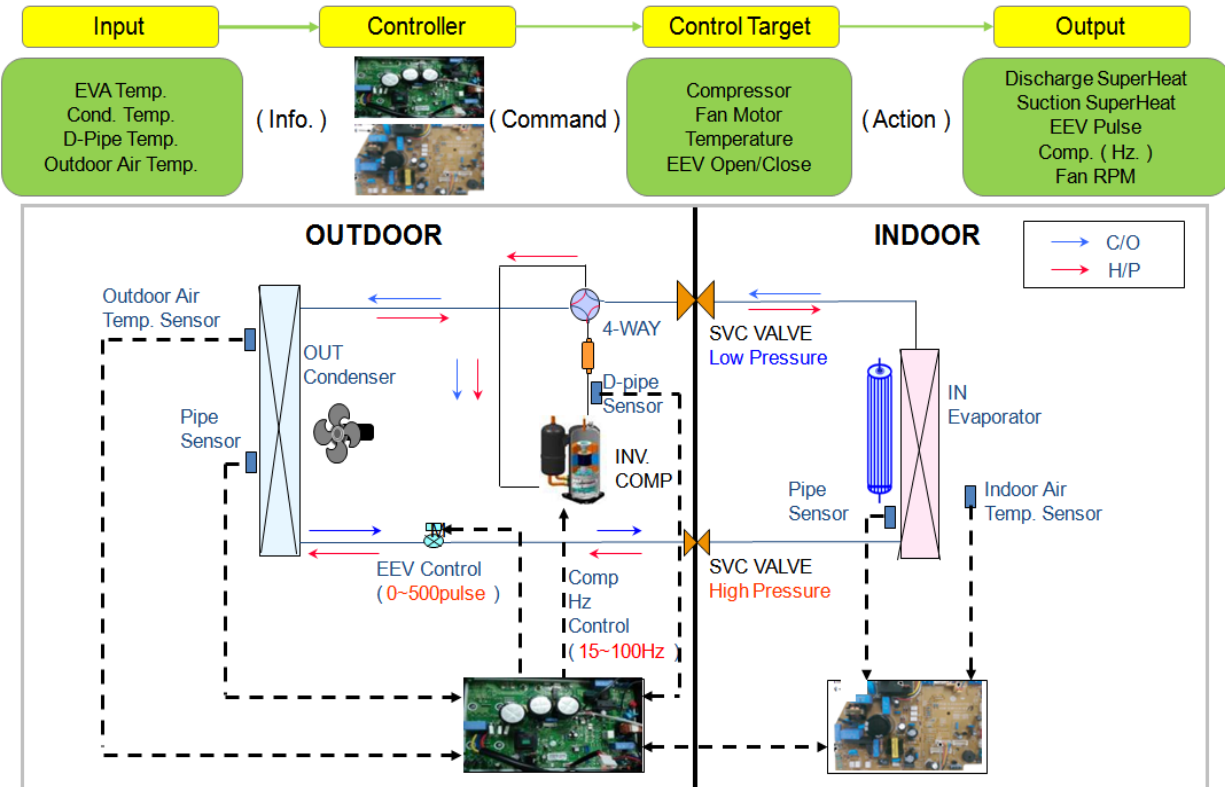 Input
Controller
Control Target
Output
EVA Temp.
Cond. Temp.
D-Pipe Temp.
Outdoor Air Temp.
( Info. )
( Command )
Compressor
Fan Motor
Temperature
EEV Open/Close
( Action )
Discharge SuperHeat
Suction SuperHeat
EEV Pulse
Comp. ( Hz. )
Fan RPM
OUTDOOR
INDOOR
C/O
H/P
Outdoor Air
Temp. Sensor
OUT
Condenser
Pipe
Sensor
4-WAY
D-pipe
Sensor
INV.
COMP
SVC VALVE
Low Pressure
IN
Evaporator
Pipe
Sensor
Indoor Air
Temp. Sensor
EEV Control
( 0~500pulse )
Comp
Hz
Control
( 15~100Hz )
SVC VALVE
High Pressure